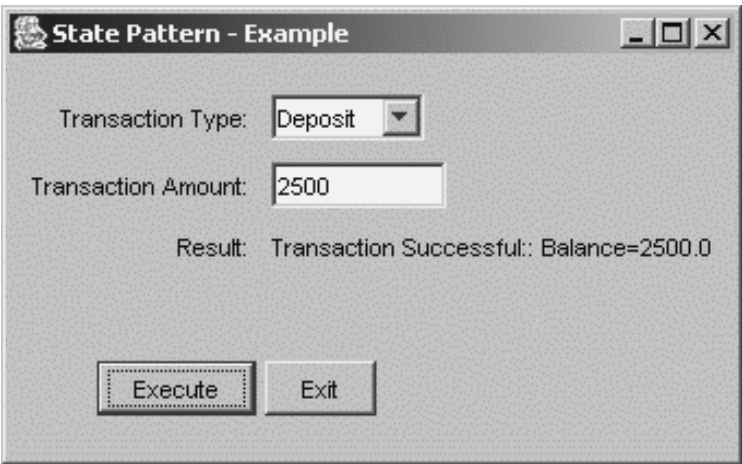 State Pattern - Example
Transaction Type: Deposit
Transaction Amount: 2500
Result: Transaction Successful:: Balance=2500.0
Execute Exit